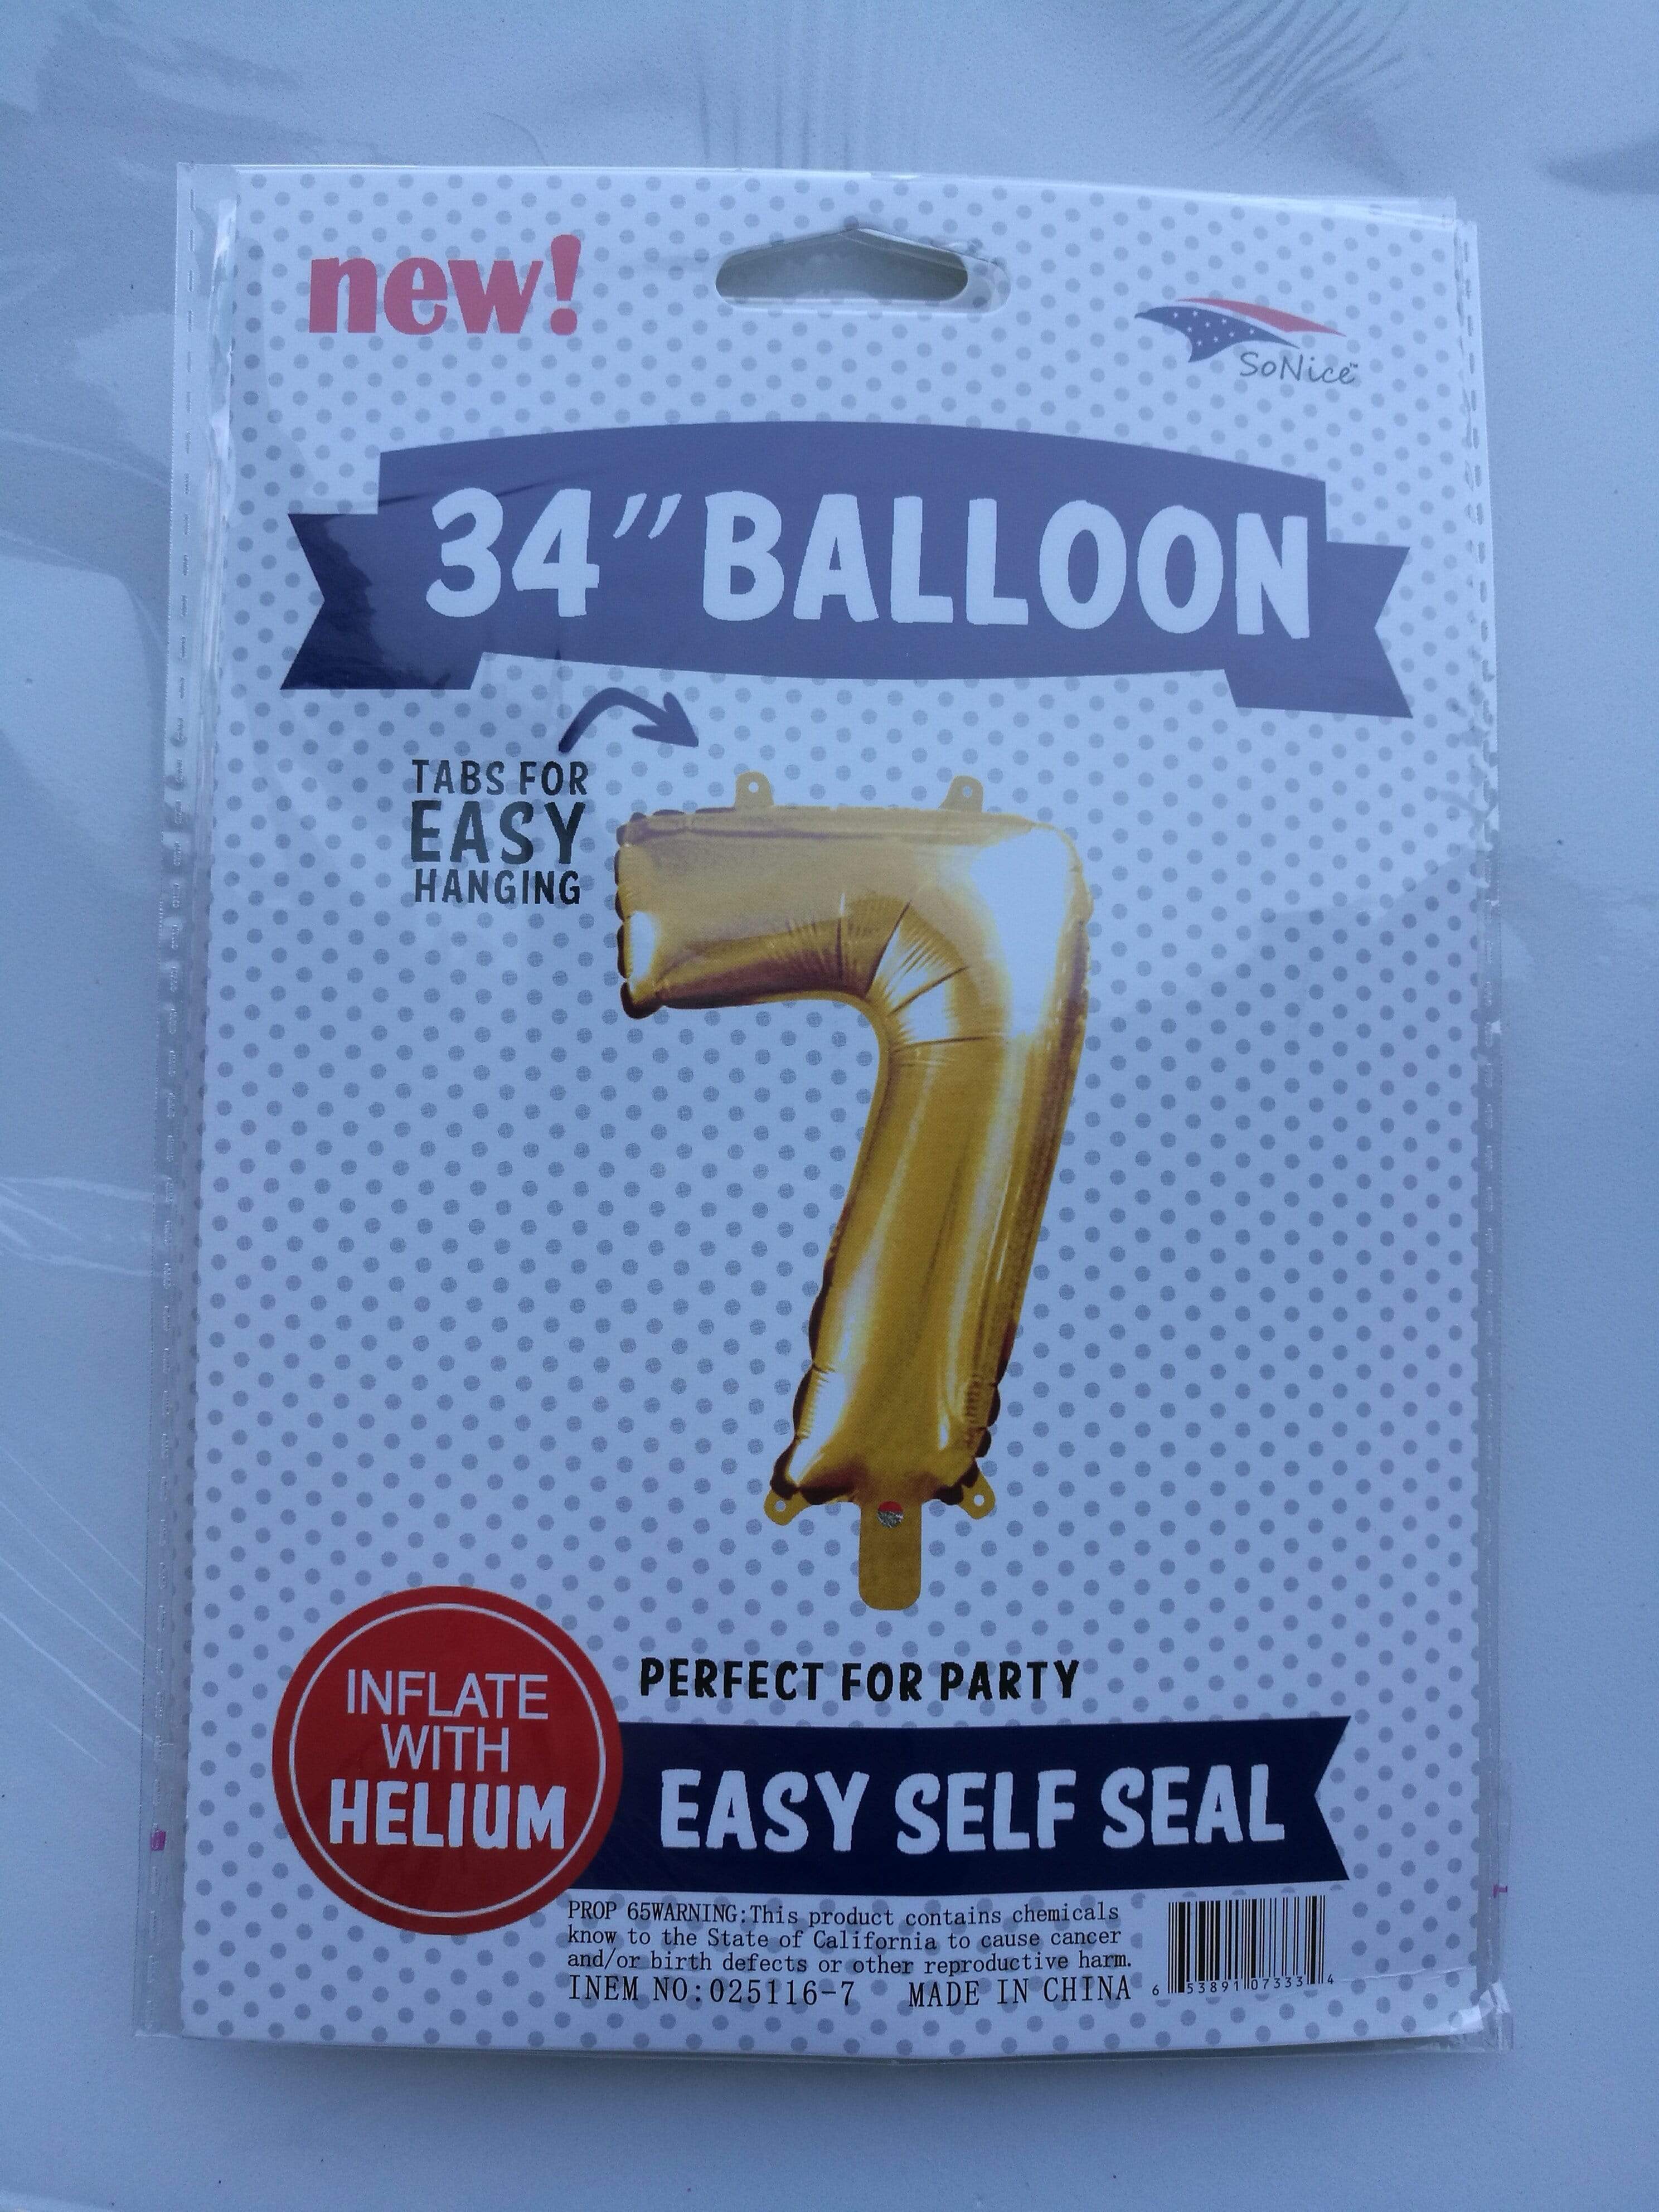 new!
SoNice™
34" BALLOON
TABS FOR
EASY
HANGING
7
PERFECT FOR PARTY
INFLATE
WITH
HELIUM
EASY SELF SEAL
PROP 65WARNING:This product contains chemicals
know to the State of California to cause cancer
and/or birth defects or other reproductive harm.
INEM NO:025116-7 MADE IN CHINA
6 53891 07333 4